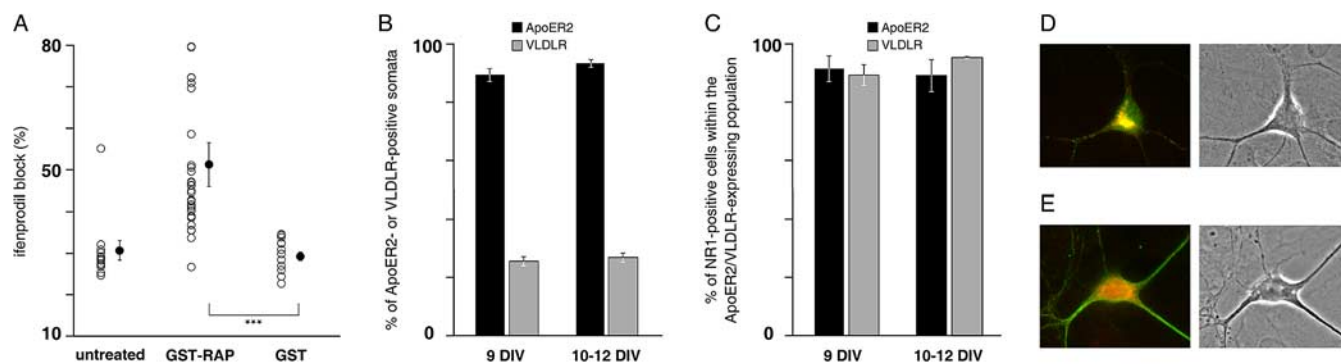 A
ifenprodil block (%)
80
50
10
untreated GST-RAP GST
***
B
ApoER2
VLDLR
% of ApoER2- or VLDLR-positive somata
100
0
9 DIV 10-12 DIV
C
ApoER2
VLDLR
% of NR1-positive cells within the
ApoER2/VLDLR-expressing population
100
0
9 DIV 10-12 DIV
D
E